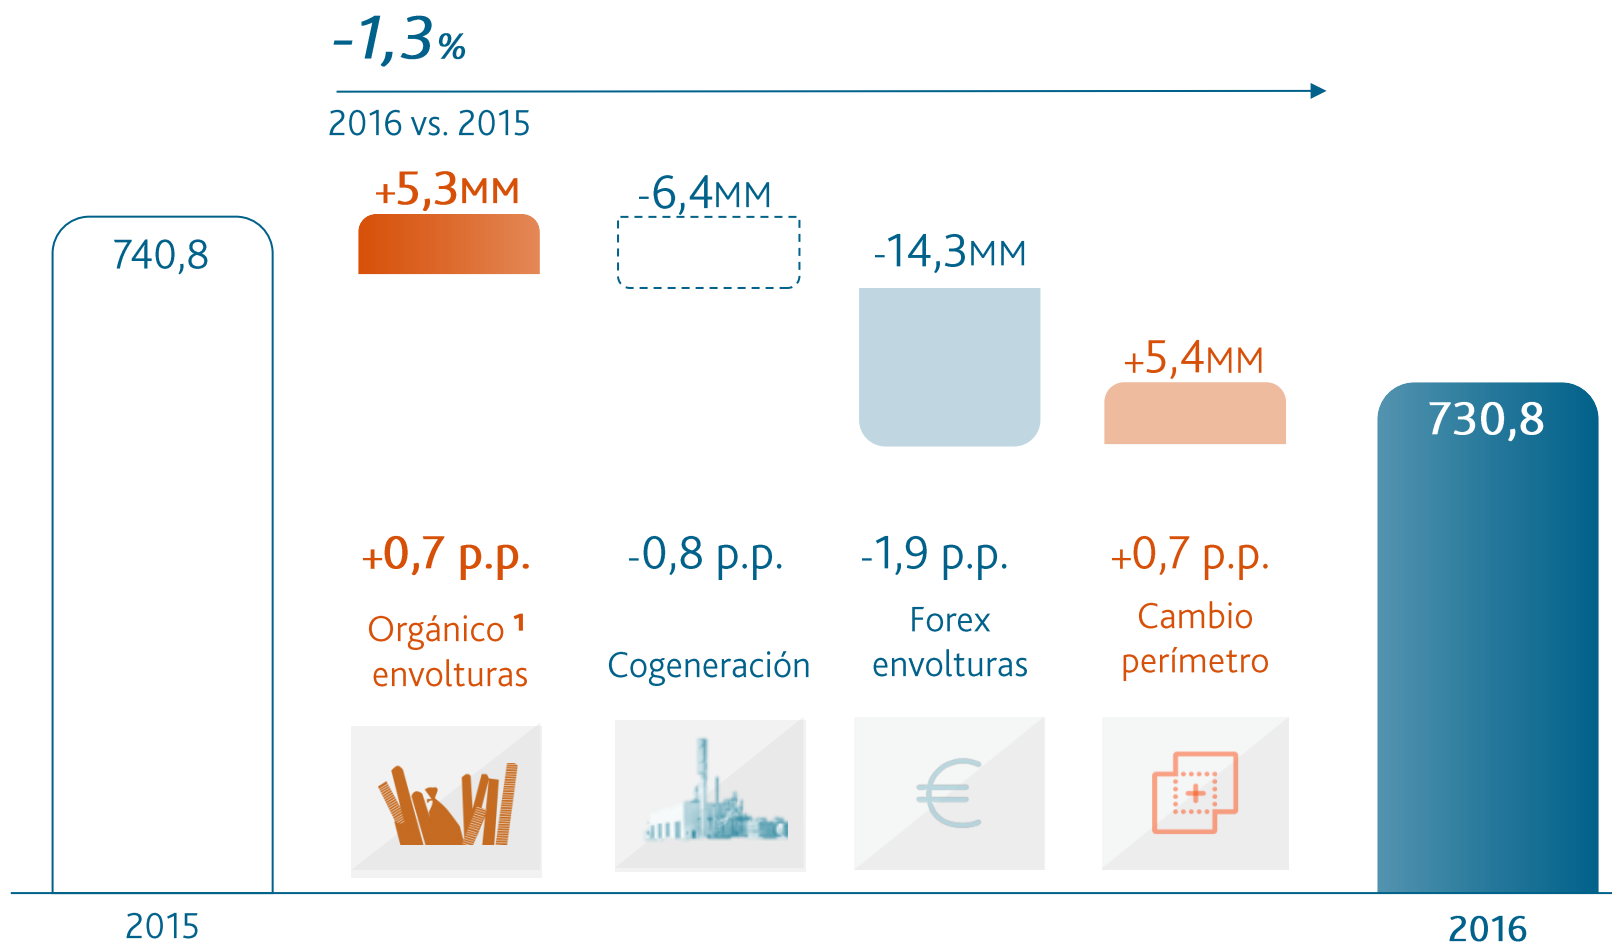 -1,3%
2016 vs. 2015
+5,3MM
-6,4MM
-14,3MM
+5,4MM
740,8
730,8
+0,7 p.p.
-0,8 p.p.
-1,9 p.p.
+0,7 p.p.
Orgánico 1
envolturas
Cogeneración
Forex
envolturas
Cambio
perímetro
2015
2016